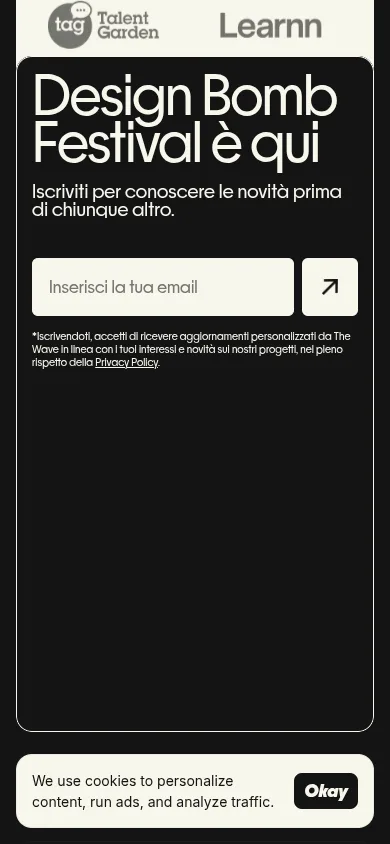 tag Talent Garden
Learnn
Design Bomb
Festival è qui
Iscriviti per conoscere le novità prima
di chiunque altro.
Inserisci la tua email
*Iscrivendoti, accetti di ricevere aggiornamenti personalizzati da The
Wave in linea con i tuoi interessi e novità sui nostri progetti, nel pieno
rispetto della Privacy Policy.
We use cookies to personalize
content, run ads, and analyze traffic.
Okay